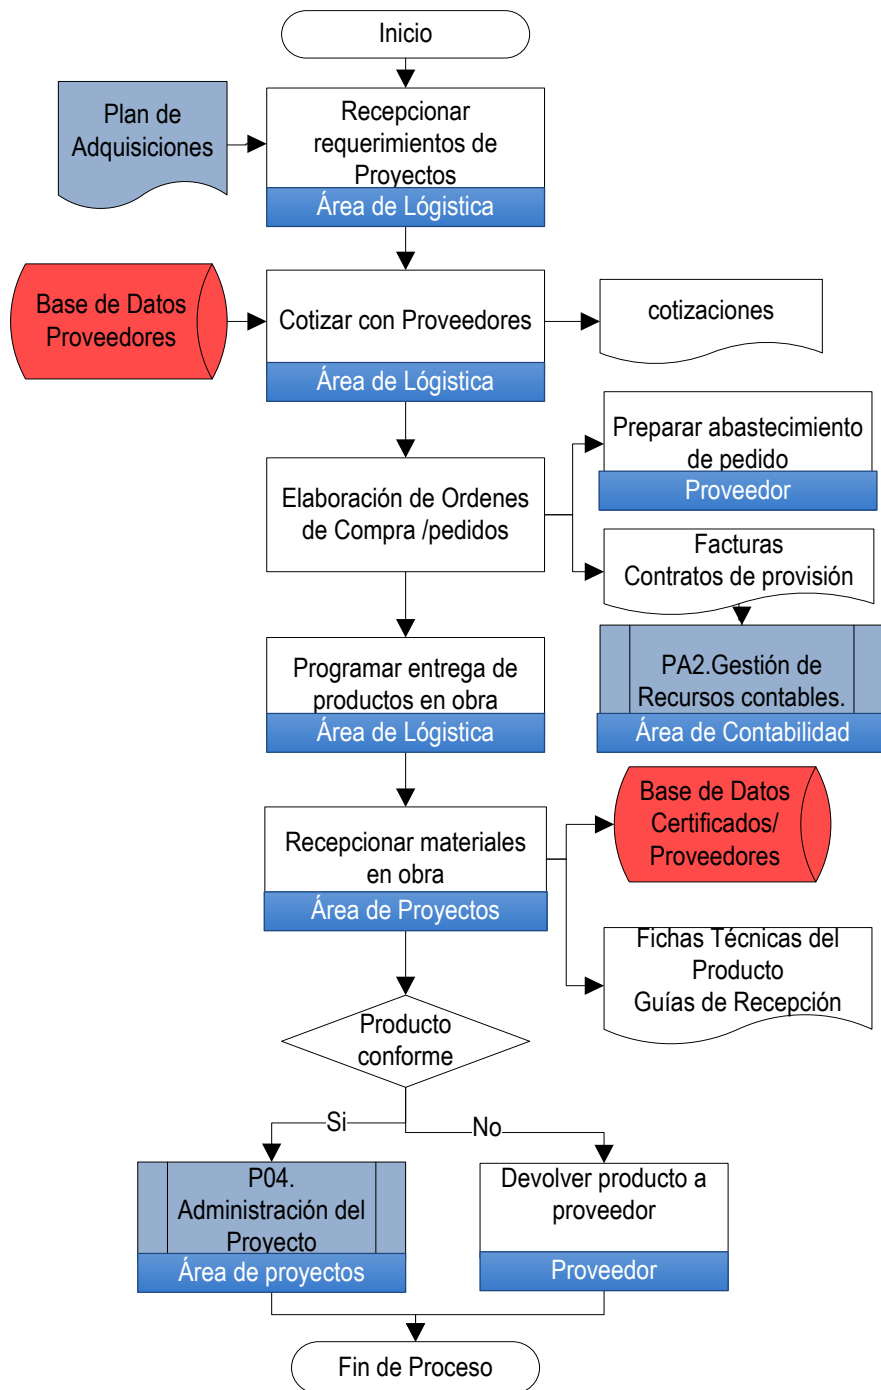 Inicio
Plan de
Adquisiciones
Recepcionar
requerimientos de
Proyectos
Área de Lógistica
Base de Datos
Proveedores
Cotizar con Proveedores
Área de Lógistica
cotizaciones
Elaboración de Ordenes
de Compra /pedidos
Preparar abastecimiento
de pedido
Proveedor
Facturas
Contratos de provisión
PA2.Gestión de
Recursos contables.
Área de Contabilidad
Programar entrega de
productos en obra
Área de Lógistica
Recepcionar materiales
en obra
Área de Proyectos
Base de Datos
Certificados/
Proveedores
Fichas Técnicas del
Producto
Guías de Recepción
Producto
conforme
Si
No
P04.
Administración del
Proyecto
Área de proyectos
Devolver producto a
proveedor
Proveedor
Fin de Proceso